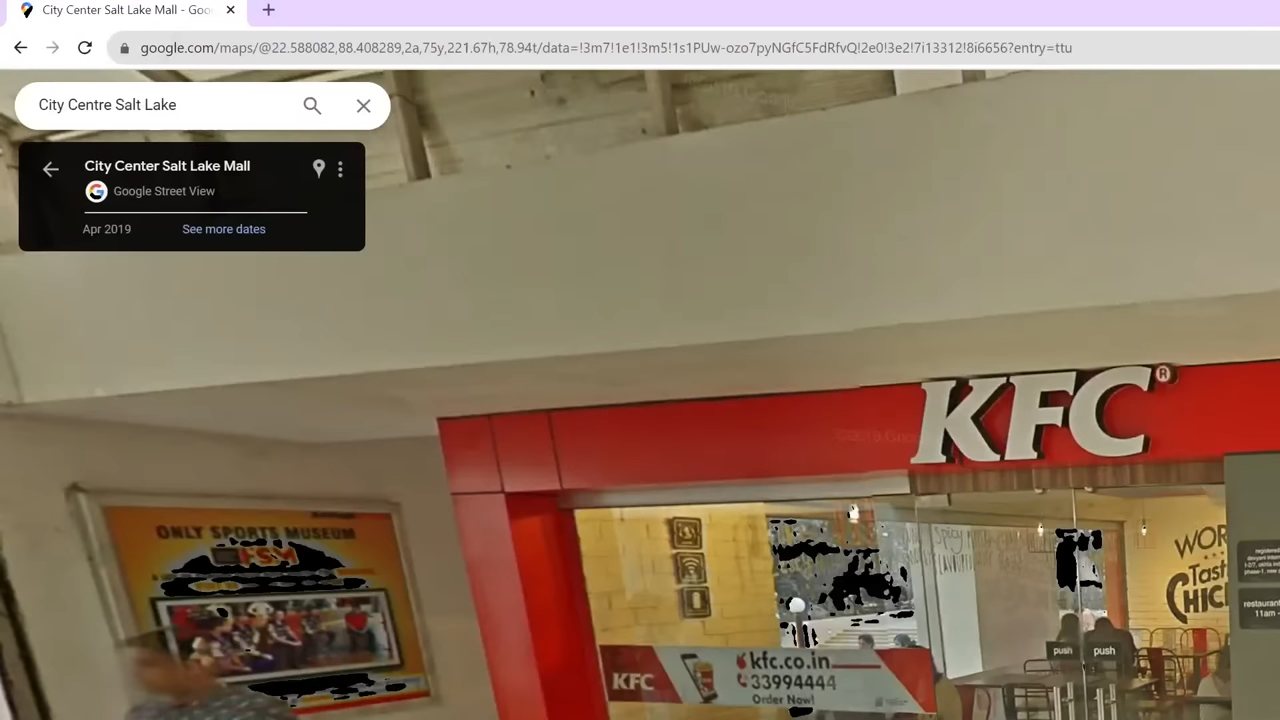 City Center Salt Lake Mall - Goo
google.com/maps/@22.588082,88.408289,2a,75y,221.67h,78.94t/data=!3m7!1e1!3m5!1s1PUw-ozo7pyNGfC5FdRfvQ!2e0!3e2!7i13312!8i6656?entry=ttu
City Centre Salt Lake
City Center Salt Lake Mall
Google Street View
Apr 2019
See more dates
KFC®
ONLY SPORTS MUSEUM
FSM
WOR
Tast
CHIC
restaurant
11am -
push
push
KFC
kfc.co.in
33994444
Order Now!